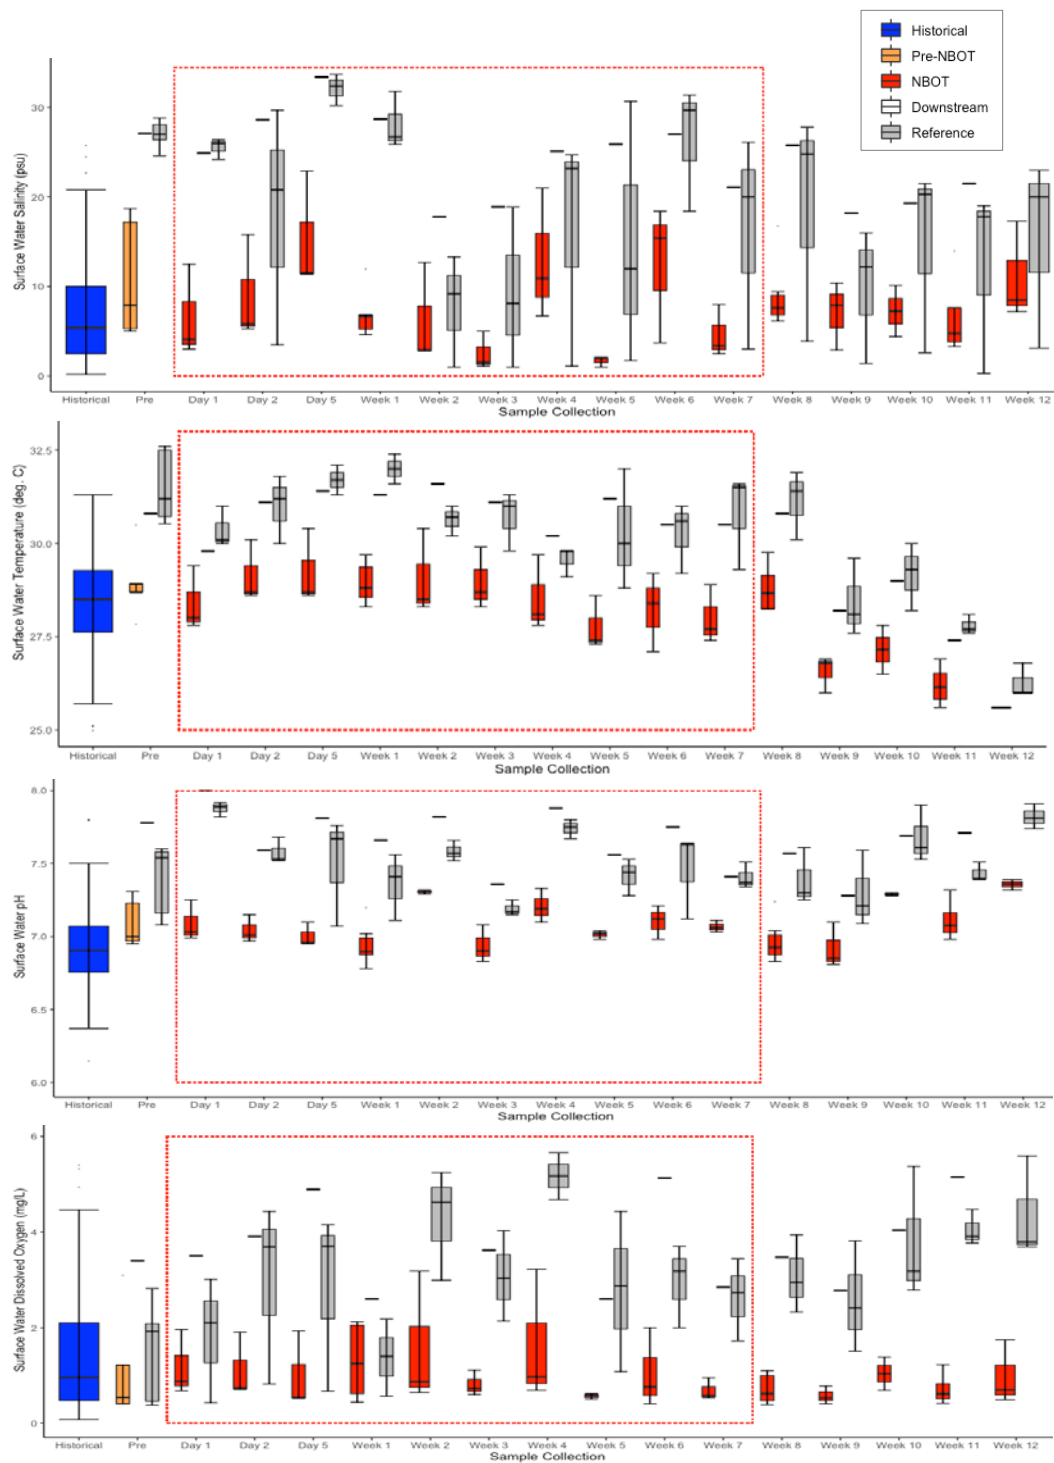 Historical
Pre-NBOT
NBOT
Downstream
Reference
Surface Water Salinity (psu)
30
20
10
0
Historical Pre Day 1 Day 2 Day 5 Week 1 Week 2 Week 3 Week 4 Week 5 Week 6 Week 7 Week 8 Week 9 Week 10 Week 11 Week 12
Sample Collection
Surface Water Temperature (deg. C)
32.5
30.0
27.5
25.0
Historical Pre Day 1 Day 2 Day 5 Week 1 Week 2 Week 3 Week 4 Week 5 Week 6 Week 7 Week 8 Week 9 Week 10 Week 11 Week 12
Sample Collection
Surface Water pH
8.0
7.5
7.0
6.5
6.0
Historical Pre Day 1 Day 2 Day 5 Week 1 Week 2 Week 3 Week 4 Week 5 Week 6 Week 7 Week 8 Week 9 Week 10 Week 11 Week 12
Sample Collection
Surface Water Dissolved Oxygen (mg/L)
6
4
2
0
Historical Pre Day 1 Day 2 Day 5 Week 1 Week 2 Week 3 Week 4 Week 5 Week 6 Week 7 Week 8 Week 9 Week 10 Week 11 Week 12
Sample Collection